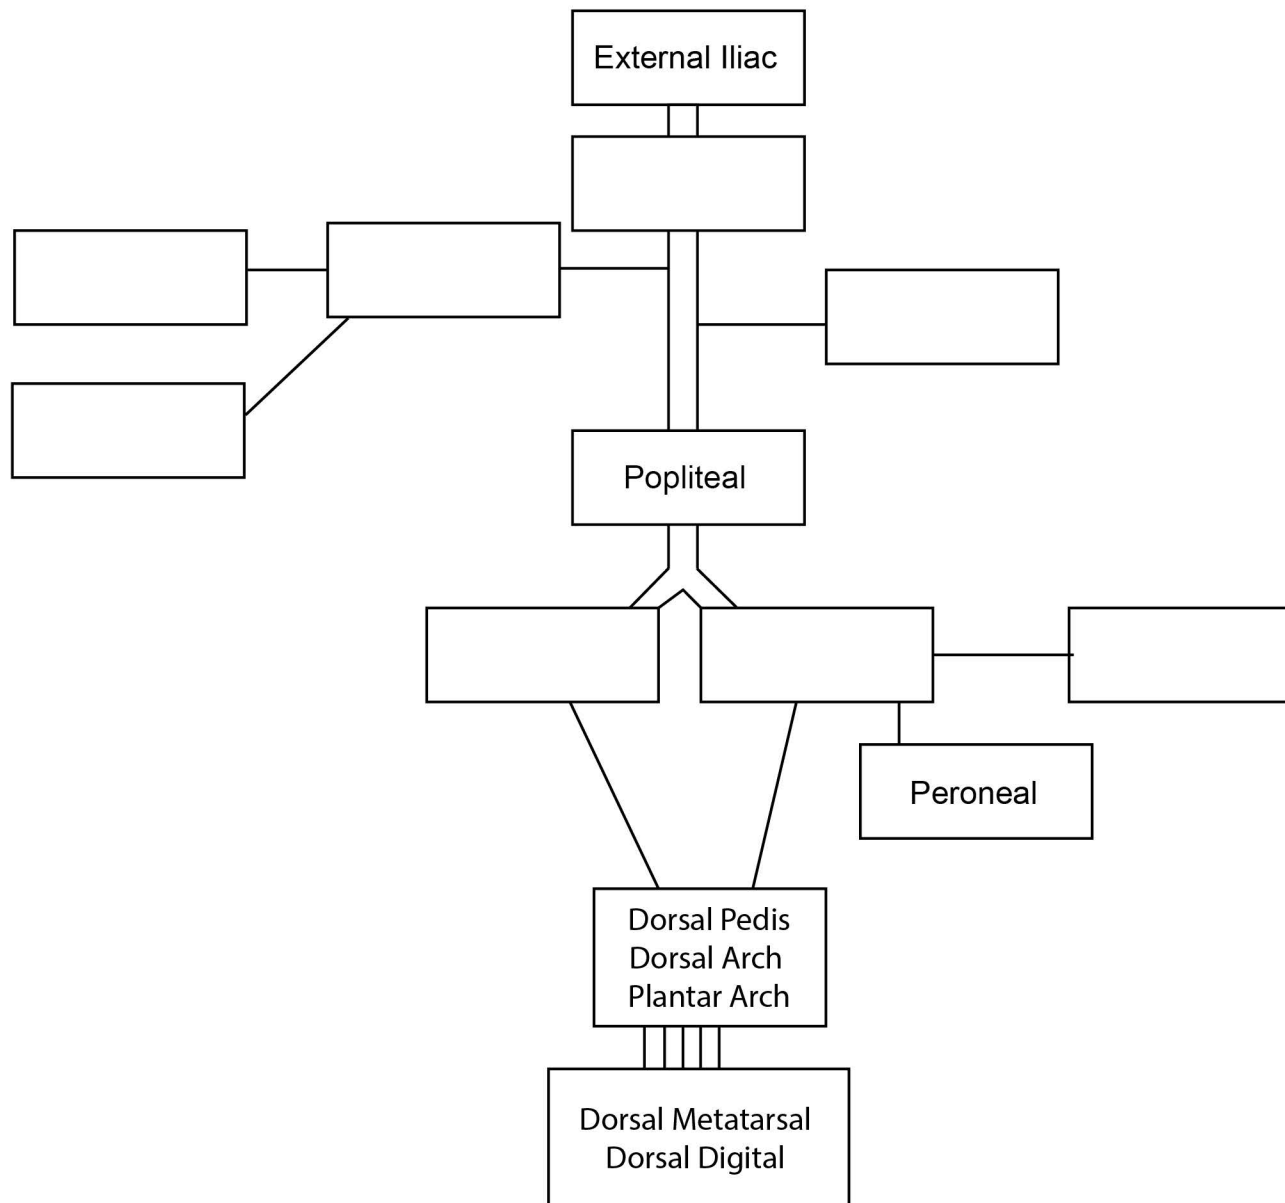 External Iliac
Popliteal
Peroneal
Dorsal Pedis
Dorsal Arch
Plantar Arch
Dorsal Metatarsal
Dorsal Digital